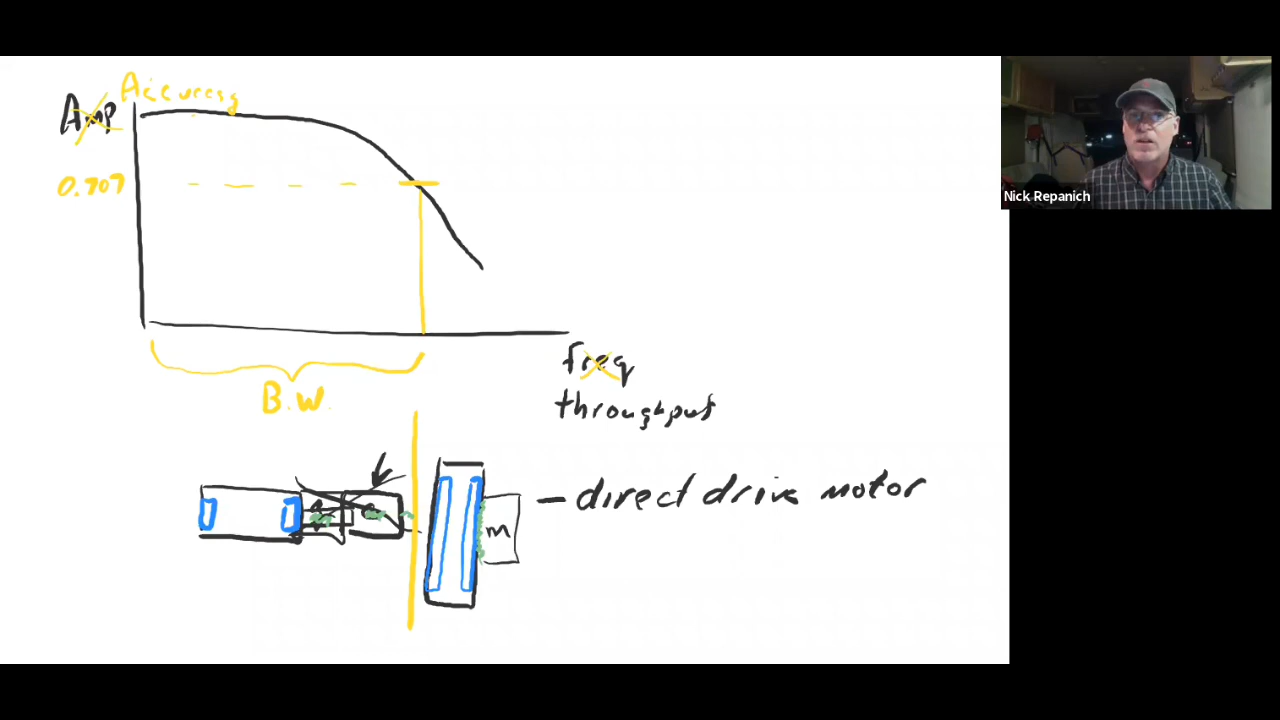 Accuracy
Amp
0.707
Nick Repanich
freq
throughput
B.W.
- direct drive motor
m